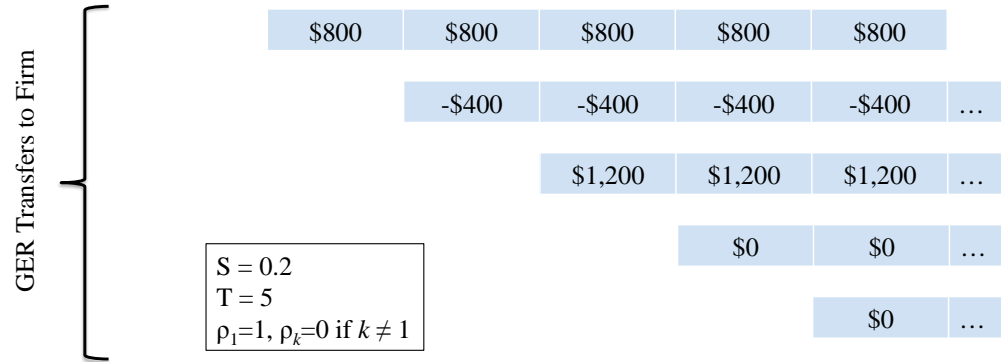 GER Transfers to Firm
$800 $800 $800 $800 $800
-$400 -$400 -$400 -$400 …
$1,200 $1,200 $1,200 …
$0 $0 …
$0 …
S = 0.2
T = 5
ρ₁=1, ρₖ=0 if k ≠ 1